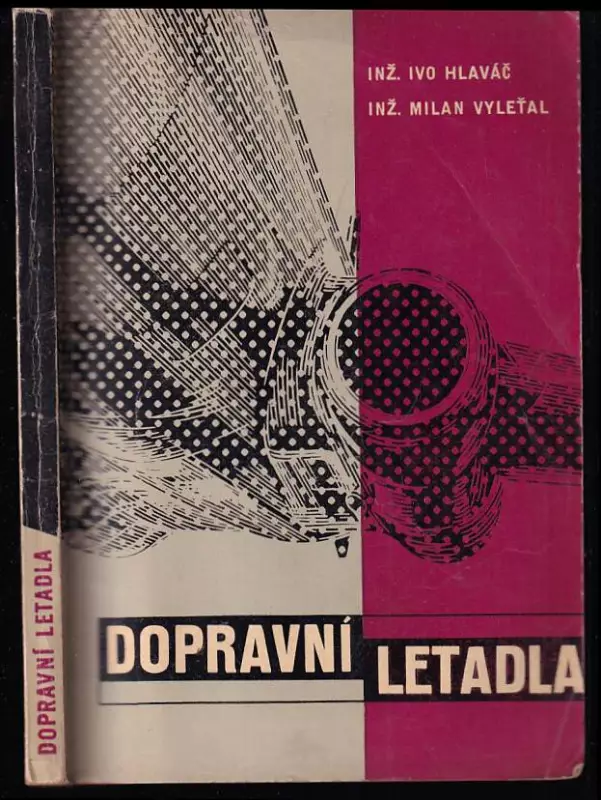 INŽ. IVO HLAVÁČ
INŽ. MILAN VYLEŤAL
DOPRAVNÍ
LETADLA
DOPRAVNÍ LETADLA